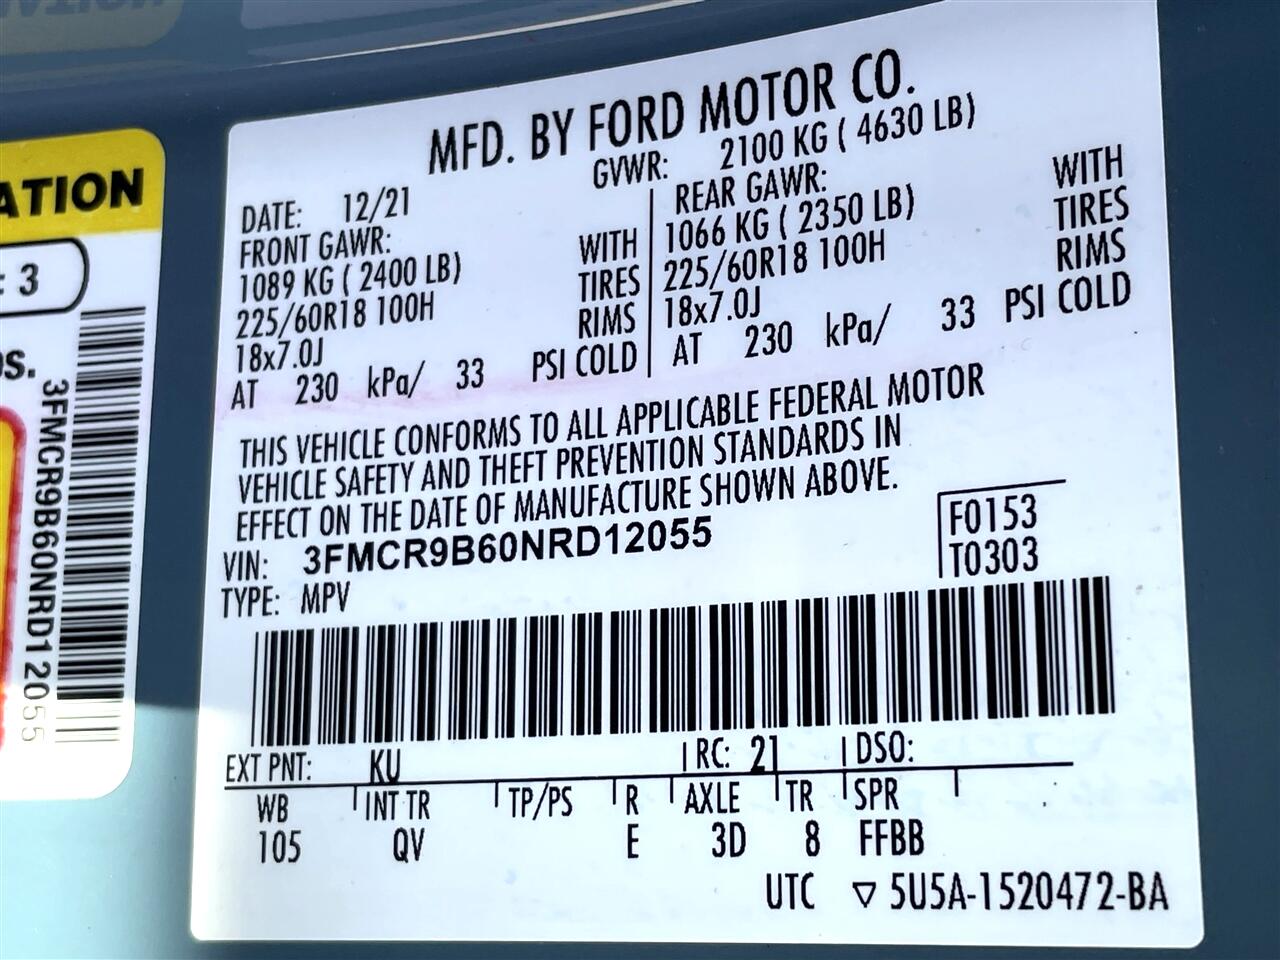 ATION
: 3
3FMCR9B60NRD12055
MFD. BY FORD MOTOR CO.
GVWR: 2100 KG ( 4630 LB)
DATE: 12/21
FRONT GAWR:
1089 KG ( 2400 LB) WITH
225/60R18 100H TIRES
18x7.0J RIMS
AT 230 kPa/ 33 PSI COLD
REAR GAWR:
1066 KG ( 2350 LB) WITH
225/60R18 100H TIRES
18x7.0J RIMS
AT 230 kPa/ 33 PSI COLD
THIS VEHICLE CONFORMS TO ALL APPLICABLE FEDERAL MOTOR
VEHICLE SAFETY AND THEFT PREVENTION STANDARDS IN
EFFECT ON THE DATE OF MANUFACTURE SHOWN ABOVE.
VIN: 3FMCR9B60NRD12055
F0153
T0303
TYPE: MPV
EXT PNT: KU RC: 21 DSO:
WB INT TR TP/PS R AXLE TR SPR
105 QV E 3D 8 FFBB
UTC ▽ 5U5A-1520472-BA